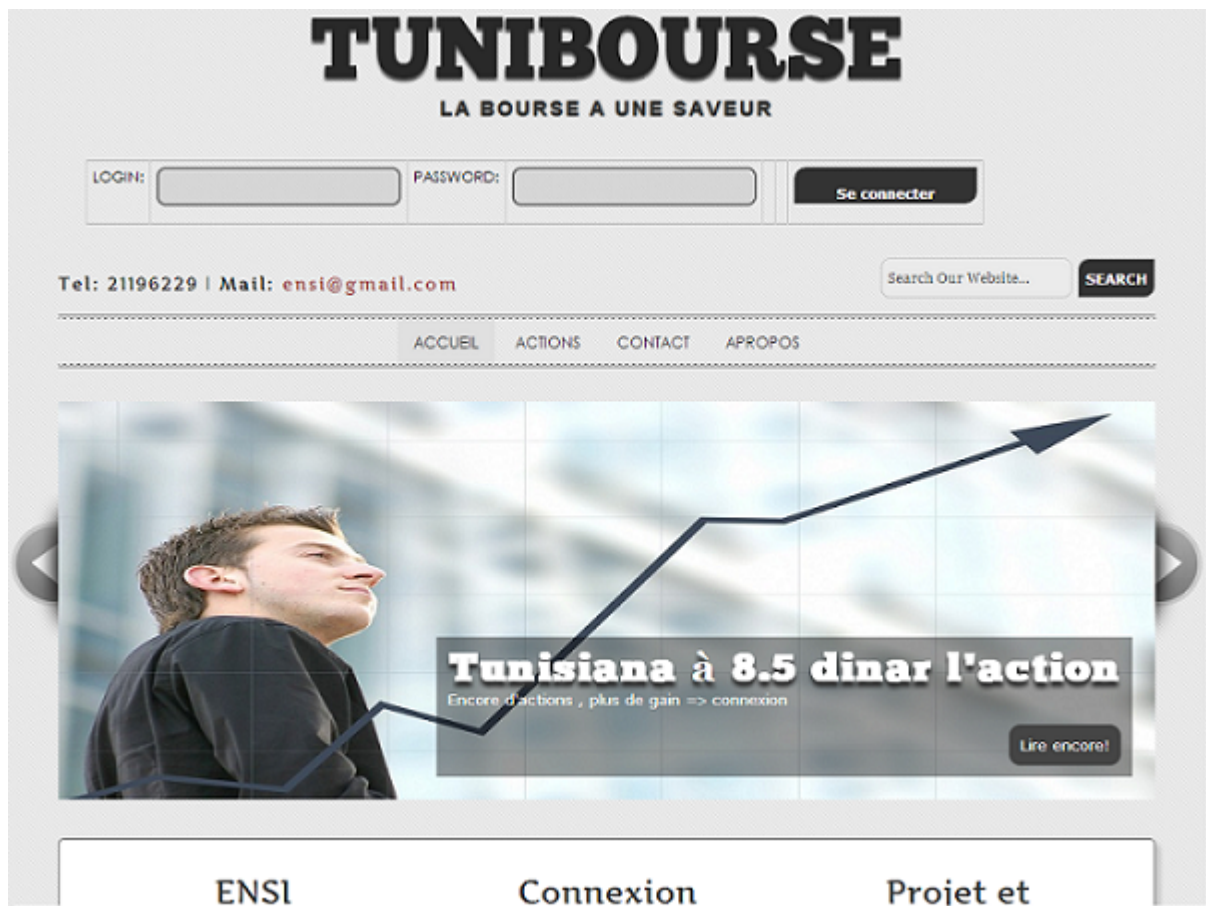 TUNIBOURSE
LA BOURSE A UNE SAVEUR
LOGIN: PASSWORD: Se connecter
Tel: 21196229 | Mail: ensi@gmail.com
Search Our Website... SEARCH
ACCUEIL ACTIONS CONTACT APROPOS
Tunisiana à 8.5 dinar l'action
Encore d'actions , plus de gain => connexion
Lire encore!
ENSI Connexion Projet et